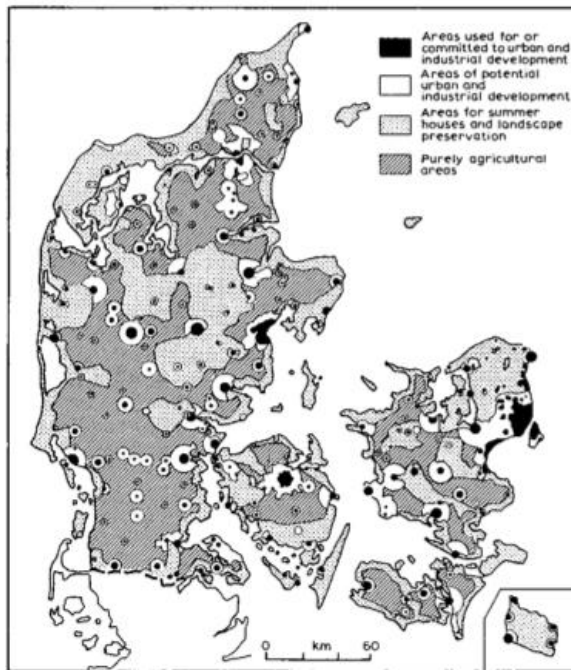 Areas used for or
committed to urban and
industrial development
Areas of potential
urban and
industrial development
Areas for summer
houses and landscape
preservation
Purely agricultural
areas
0 km 60